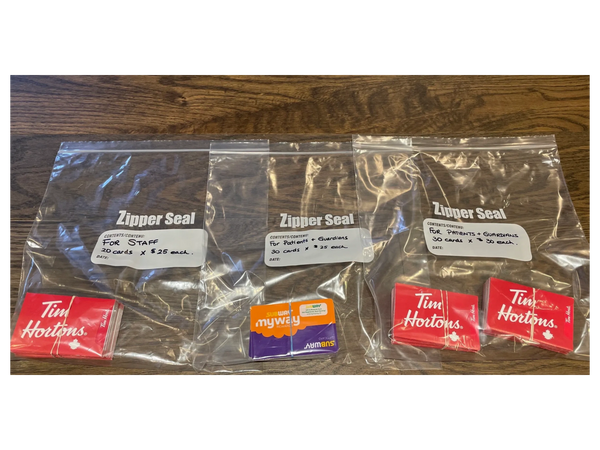 Zipper Seal
CONTENTS/CONTENU:
FOR STAFF
20 cards x $25 each.
DATE:
Zipper Seal
CONTENTS/CONTENU:
For Patients + Guardians
30 cards x $25 each.
DATE:
Zipper Seal
CONTENTS/CONTENU:
FOR PATIENTS + GUARDIANS
30 cards x $30 each.
DATE:
Tim
Hortons.
SUBWAY
myway
SUBWAY
Tim
Hortons.
Tim
Hortons.